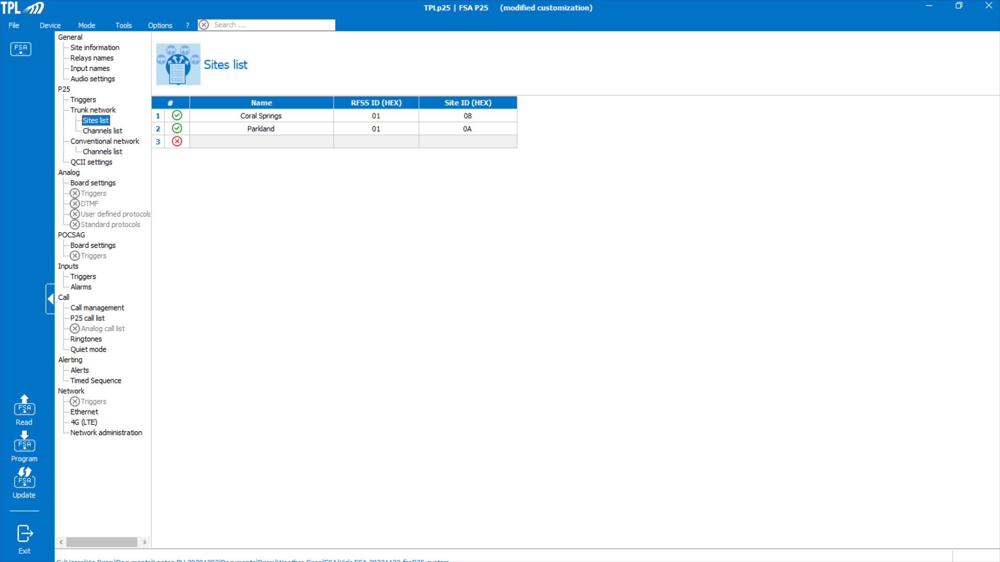 TPL
TPLp25 | FSA P25 (modified customization)
File Device Mode Tools Options ? Search ...
FSA
General
Site information
Relays names
Input names
Audio settings
P25
Triggers
Trunk network
Sites list
Channels list
Conventional network
Channels list
QCII settings
Analog
Board settings
Triggers
DTMF
User defined protocols
Standard protocols
POCSAG
Board settings
Triggers
Inputs
Triggers
Alarms
Call
Call management
P25 call list
Analog call list
Ringtones
Quiet mode
Alerting
Alerts
Timed Sequence
Network
Triggers
Ethernet
4G (LTE)
Network administration
FSA
Read
FSA
Program
FSA
Update
Exit
Sites list
# Name RFSS ID (HEX) Site ID (HEX)
1 Coral Springs 01 08
2 Parkland 01 0A
3